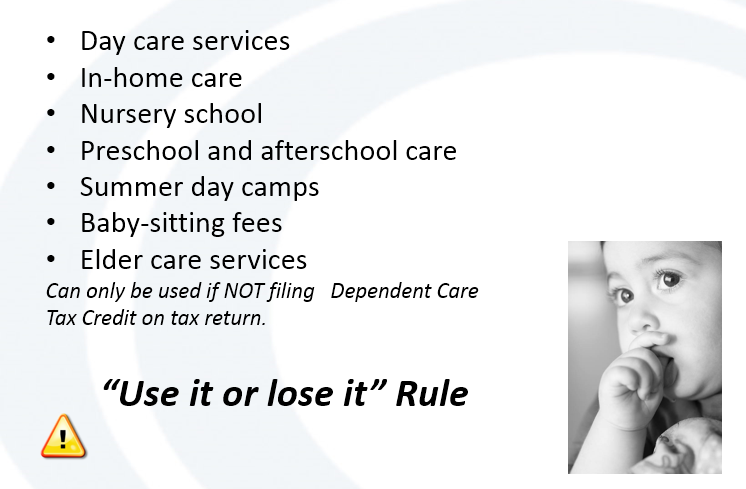 • Day care services
• In-home care
• Nursery school
• Preschool and afterschool care
• Summer day camps
• Baby-sitting fees
• Elder care services
Can only be used if NOT filing   Dependent Care
Tax Credit on tax return.
“Use it or lose it” Rule
!